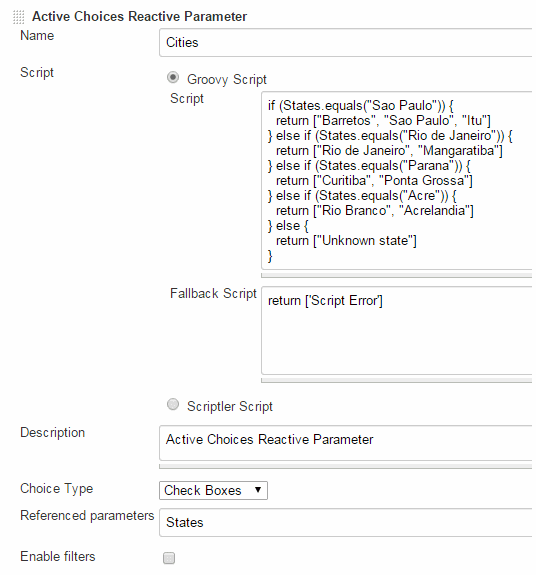 Active Choices Reactive Parameter
Name Cities
Script Groovy Script
Script
if (States.equals("Sao Paulo")) {
return ["Barretos", "Sao Paulo", "Itu"]
} else if (States.equals("Rio de Janeiro")) {
return ["Rio de Janeiro", "Mangaratiba"]
} else if (States.equals("Parana")) {
return ["Curitiba", "Ponta Grossa"]
} else if (States.equals("Acre")) {
return ["Rio Branco", "Acrelandia"]
} else {
return ["Unknown state"]
}
Fallback Script return ['Script Error']
Scriptler Script
Description Active Choices Reactive Parameter
Choice Type Check Boxes
Referenced parameters States
Enable filters